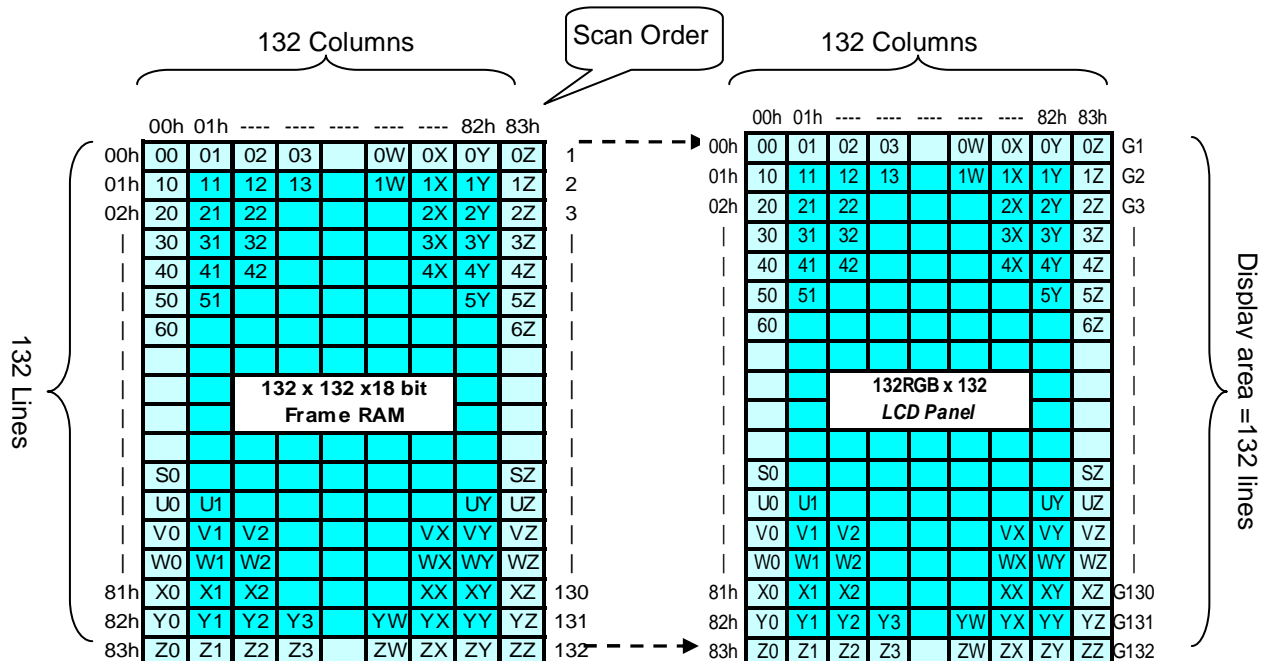 132 Columns Scan Order 132 Columns
00h 01h ---- ---- ---- ---- ---- 82h 83h 00h 01h ---- ---- ---- ---- ---- 82h 83h
00h 00 01 02 03 0W 0X 0Y 0Z 1 00h 00 01 02 03 0W 0X 0Y 0Z G1
01h 10 11 12 13 1W 1X 1Y 1Z 2 01h 10 11 12 13 1W 1X 1Y 1Z G2
02h 20 21 22 2X 2Y 2Z 3 02h 20 21 22 2X 2Y 2Z G3
30 31 32 3X 3Y 3Z 30 31 32 3X 3Y 3Z
40 41 42 4X 4Y 4Z 40 41 42 4X 4Y 4Z
50 51 5Y 5Z 50 51 5Y 5Z
60 6Z 60 6Z
132 Lines
132 x 132 x18 bit
Frame RAM
132RGB x 132
LCD Panel
Display area =132 lines
S0 SZ S0 SZ
U0 U1 UY UZ U0 U1 UY UZ
V0 V1 V2 VX VY VZ V0 V1 V2 VX VY VZ
W0 W1 W2 WX WY WZ W0 W1 W2 WX WY WZ
81h X0 X1 X2 XX XY XZ 130 81h X0 X1 X2 XX XY XZ G130
82h Y0 Y1 Y2 Y3 YW YX YY YZ 131 82h Y0 Y1 Y2 Y3 YW YX YY YZ G131
83h Z0 Z1 Z2 Z3 ZW ZX ZY ZZ 132 83h Z0 Z1 Z2 Z3 ZW ZX ZY ZZ G132